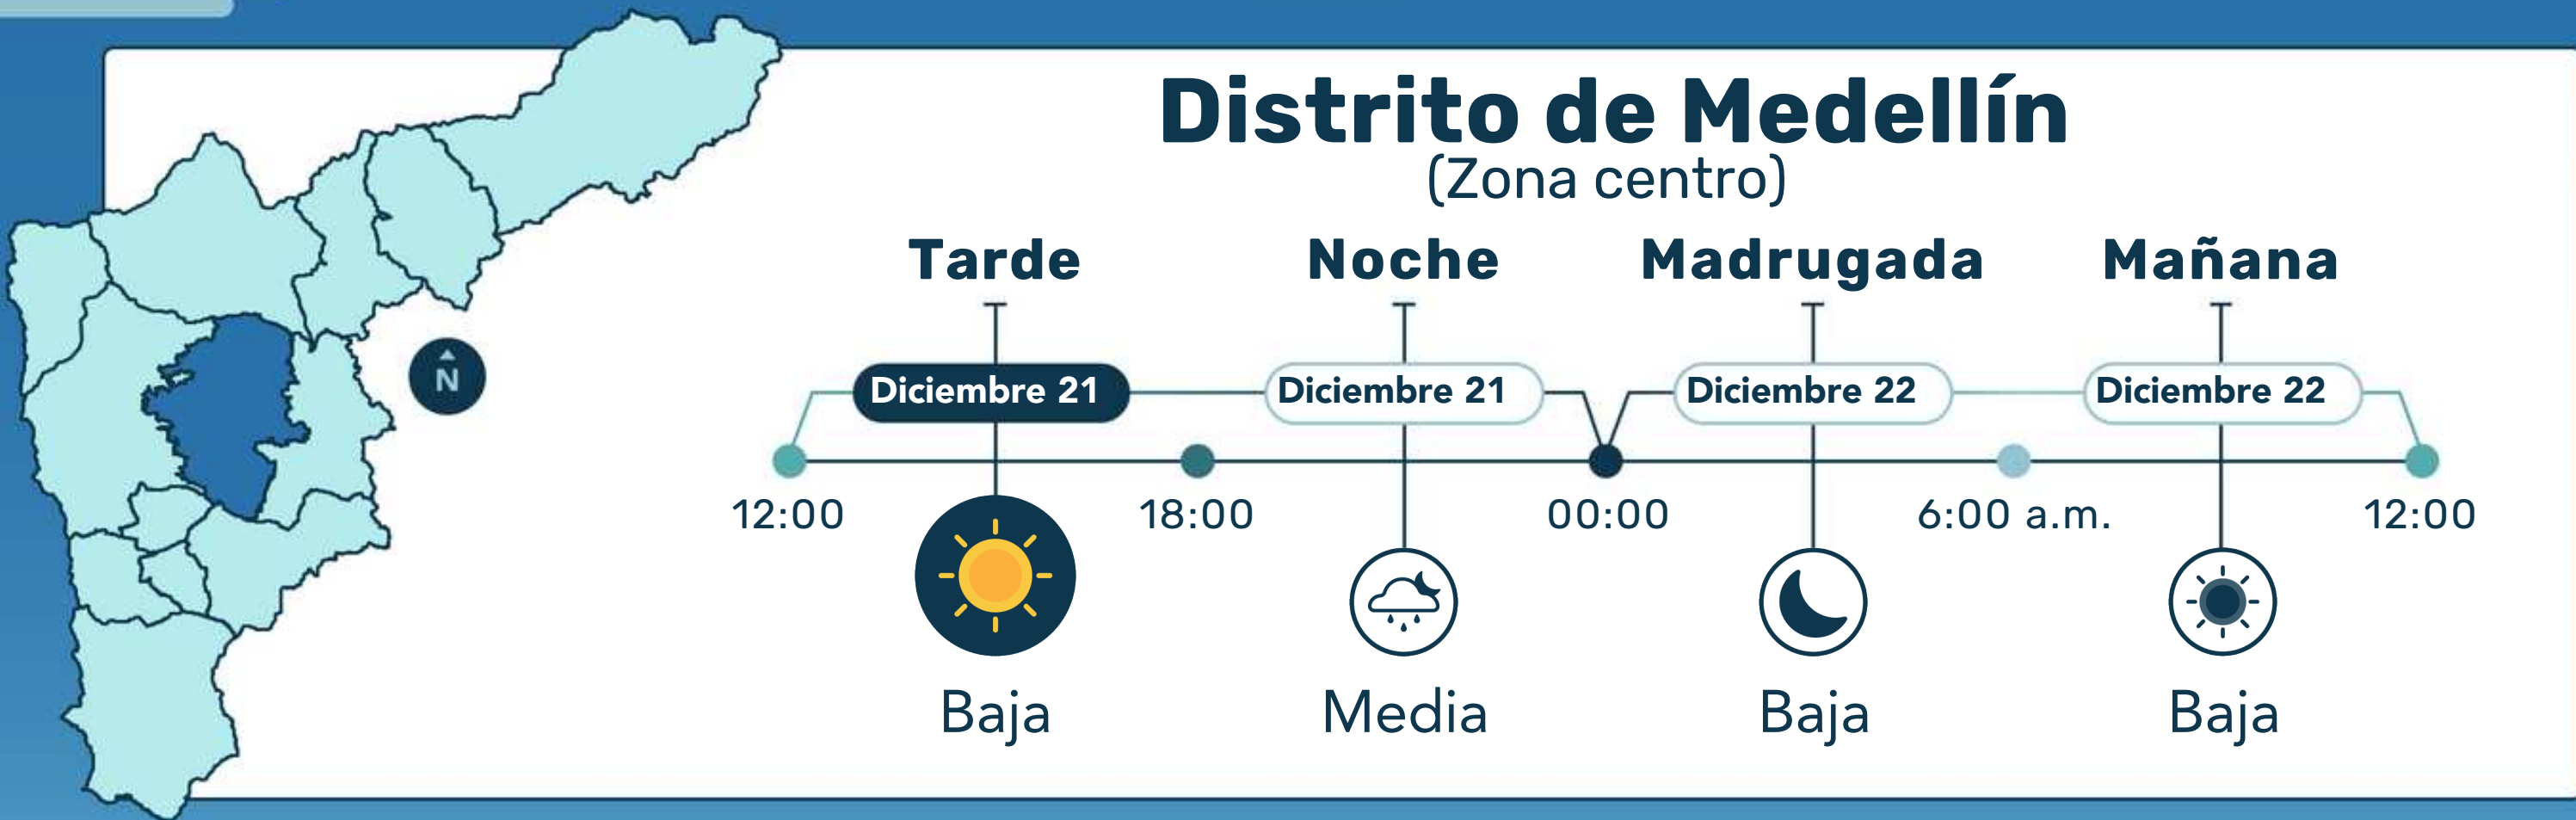 Distrito de Medellín
(Zona centro)
Tarde Noche Madrugada Mañana
N
Diciembre 21 Diciembre 21 Diciembre 22 Diciembre 22
12:00 18:00 00:00 6:00 a.m. 12:00
Baja Media Baja Baja